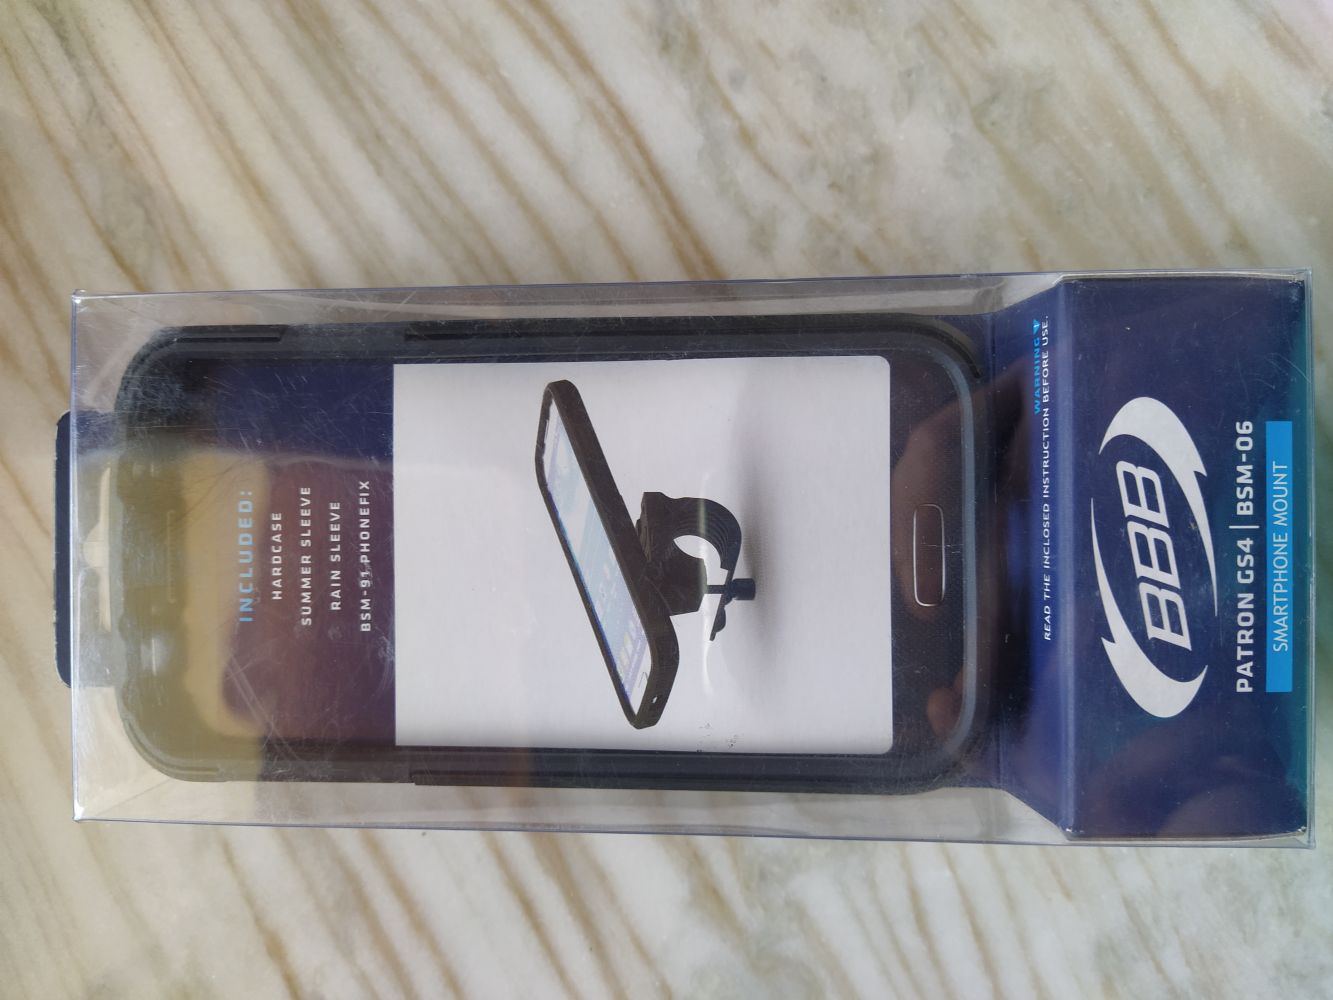 INCLUDED:
HARDCASE
SUMMER SLEEVE
RAIN SLEEVE
BSM-91 PHONEFIX
WARNING
READ THE INCLOSED INSTRUCTION BEFORE USE.
BBB
PATRON GS4 | BSM-06
SMARTPHONE MOUNT